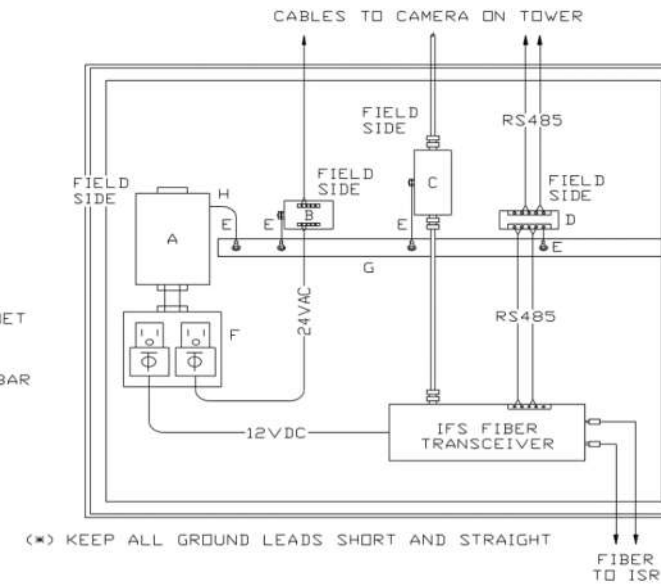 CABLES TO CAMERA ON TOWER
FIELD
SIDE
RS485
FIELD
SIDE
FIELD
SIDE
FIELD
SIDE
H
A
E
E
B
E
C
D
E
G
24VAC
RS485
F
ET
BAR
12VDC
IFS FIBER
TRANSCEIVER
(*) KEEP ALL GROUND LEADS SHORT AND STRAIGHT
FIBER
TO ISR